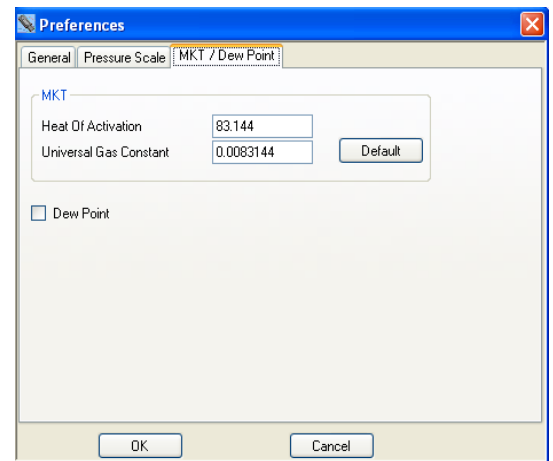 Preferences
General Pressure Scale MKT / Dew Point
MKT
Heat Of Activation 83.144
Universal Gas Constant 0.0083144 Default
Dew Point
OK Cancel